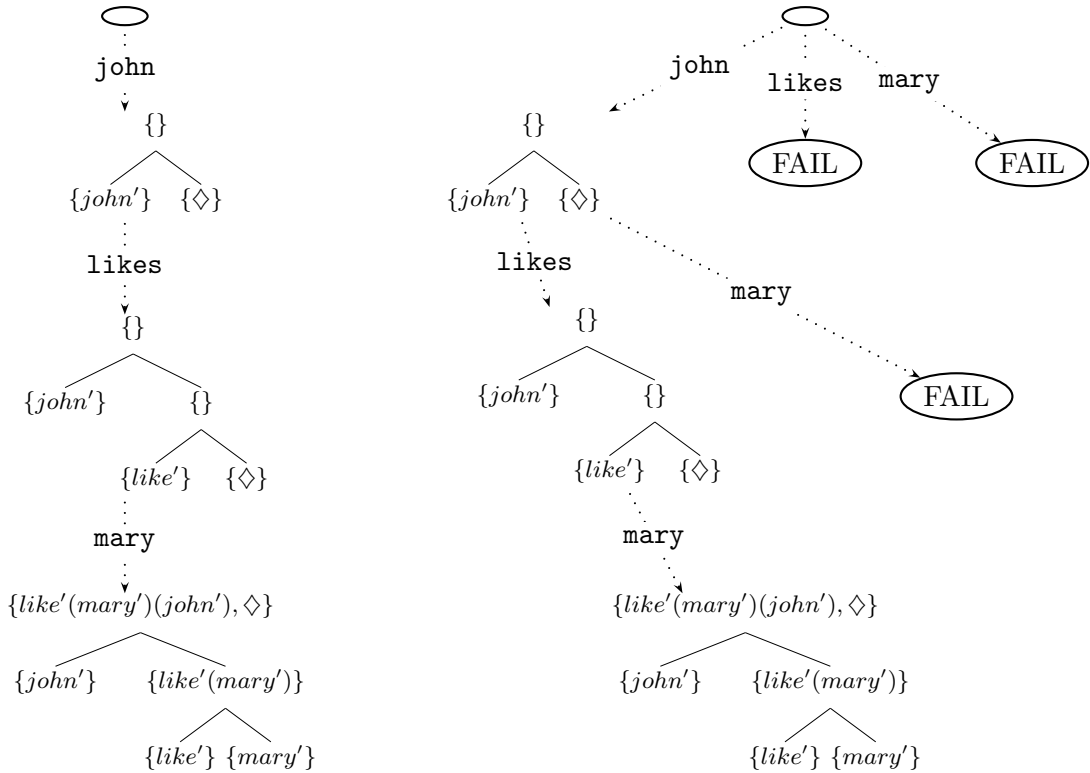 john
{}
{john′} {◇}
likes
{}
{john′} {}
{like′} {◇}
mary
{like′(mary′)(john′), ◇}
{john′} {like′(mary′)}
{like′} {mary′}
john
likes
mary
FAIL
FAIL
{}
{john′} {◇}
likes
mary
FAIL
{}
{john′} {}
{like′} {◇}
mary
{like′(mary′)(john′), ◇}
{john′} {like′(mary′)}
{like′} {mary′}